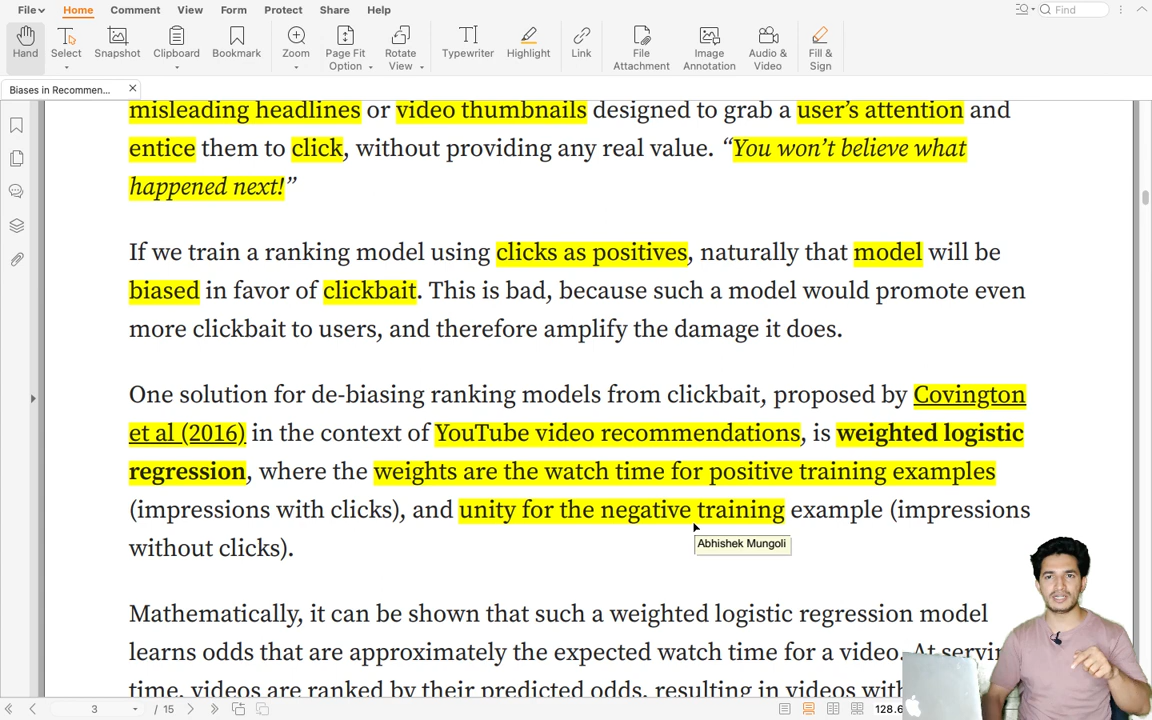 File Home Comment View Form Protect Share Help Find
Hand Select Snapshot Clipboard Bookmark Zoom Page Fit Option Rotate View Typewriter Highlight Link File Attachment Image Annotation Audio & Video Fill & Sign
Biases in Recommen...
misleading headlines or video thumbnails designed to grab a user’s attention and
entice them to click, without providing any real value. “You won’t believe what
happened next!”
If we train a ranking model using clicks as positives, naturally that model will be
biased in favor of clickbait. This is bad, because such a model would promote even
more clickbait to users, and therefore amplify the damage it does.
One solution for de-biasing ranking models from clickbait, proposed by Covington
et al (2016) in the context of YouTube video recommendations, is weighted logistic
regression, where the weights are the watch time for positive training examples
(impressions with clicks), and unity for the negative training example (impressions
without clicks).
Abhishek Mungoli
Mathematically, it can be shown that such a weighted logistic regression model
learns odds that are approximately the expected watch time for a video. At
time, videos are ranked by their predicted odds, resulting in videos with
3 / 15 128.6